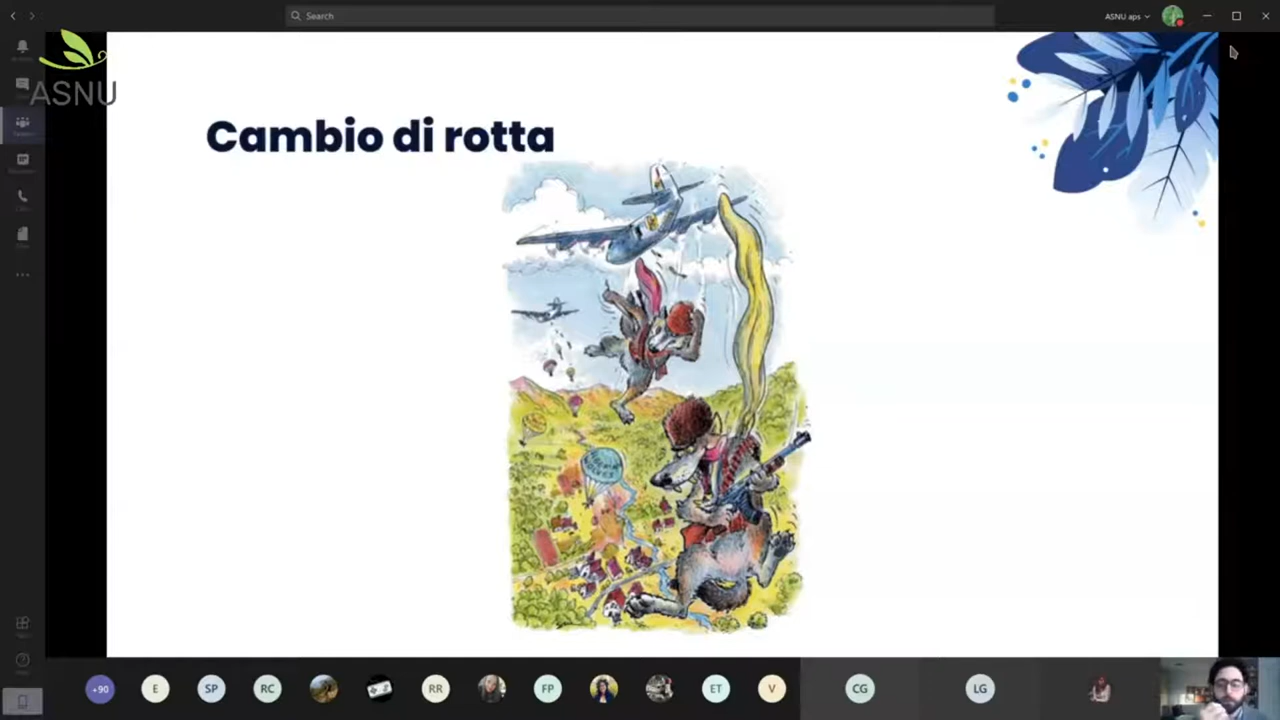 Search
ASNU aps
ASNU
Cambio di rotta
+90
E
SP
RC
RR
FP
ET
V
CG
LG